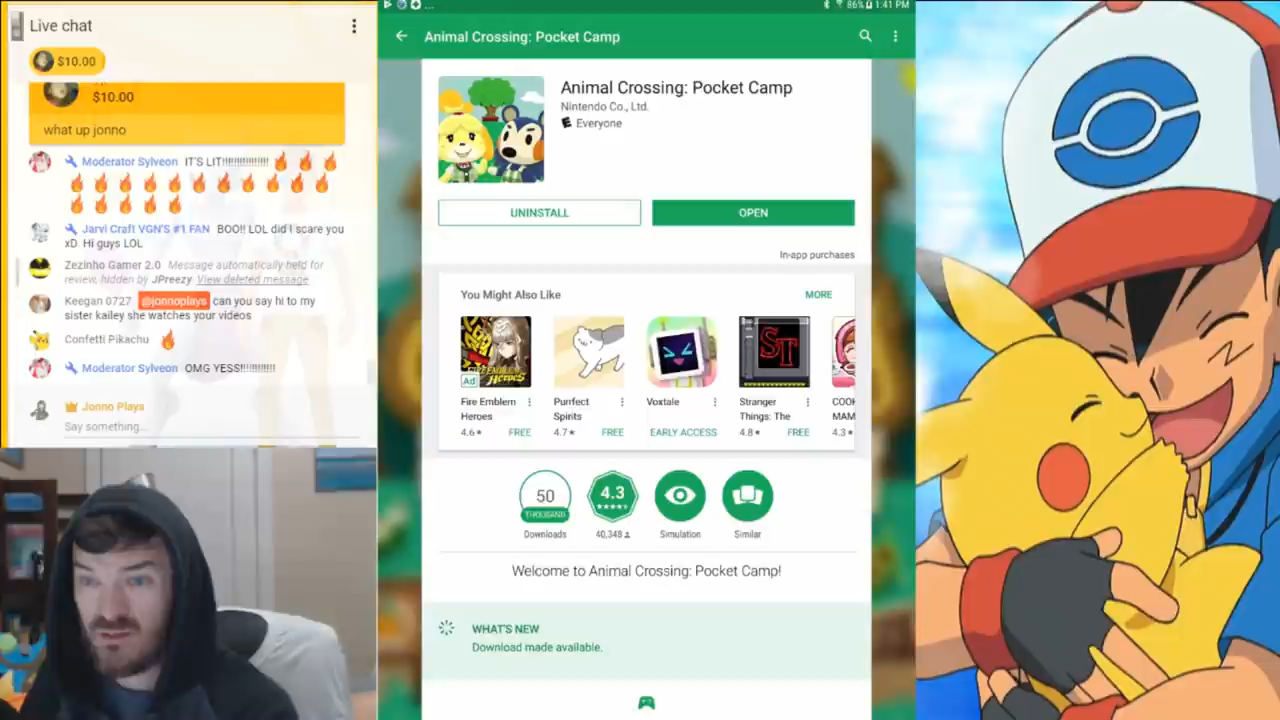 Live chat
$10.00
$10.00
what up jonno
Moderator Sylveon IT'S LIT!!!!!!!!!!!!!!!!
Jarvi Craft VGN'S #1 FAN BOO!! LOL did I scare you
xD. Hi guys LOL
Zezinho Gamer 2.0 Message automatically held for
review, hidden by JPreezy View deleted message
Keegan 0727 @jonnoplays can you say hi to my
sister kailey she watches your videos
Confetti Pikachu
Moderator Sylveon OMG YESS!!!!!!!!!!!!
Jonno Plays
Say something...
86% 1:41 PM
Animal Crossing: Pocket Camp
Animal Crossing: Pocket Camp
Nintendo Co., Ltd.
E Everyone
UNINSTALL
OPEN
In-app purchases
You Might Also Like
MORE
FIRE EMBLEM
HEROES
ST
Ad
Fire Emblem
Heroes
4.6★ FREE
Purrfect
Spirits
4.7★ FREE
Voxtale
EARLY ACCESS
Stranger
Things: The
4.8★ FREE
COOK
MAM
4.3★
50
THOUSAND
Downloads
4.3
40,348
Simulation
Similar
Welcome to Animal Crossing: Pocket Camp!
WHAT'S NEW
Download made available.